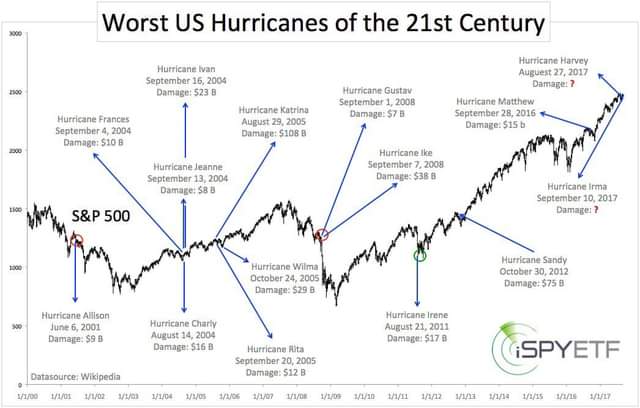 Worst US Hurricanes of the 21st Century
3000
2500
2000
1500
1000
500
0
Hurricane Ivan
September 16, 2004
Damage: $23 B
Hurricane Frances
September 4, 2004
Damage: $10 B
Hurricane Katrina
August 29, 2005
Damage: $108 B
Hurricane Gustav
September 1, 2008
Damage: $7 B
Hurricane Harvey
Auguest 27, 2017
Damage: ?
Hurricane Matthew
September 28, 2016
Damage: $15 b
Hurricane Jeanne
September 13, 2004
Damage: $8 B
Hurricane Ike
September 7, 2008
Damage: $38 B
Hurricane Irma
September 10, 2017
Damage: ?
S&P 500
Hurricane Wilma
October 24, 2005
Damage: $29 B
Hurricane Sandy
October 30, 2012
Damage: $75 B
Hurricane Allison
June 6, 2001
Damage: $9 B
Hurricane Charly
August 14, 2004
Damage: $16 B
Hurricane Rita
September 20, 2005
Damage: $12 B
Hurricane Irene
August 21, 2011
Damage: $17 B
iSPYETF
Datasource: Wikipedia
1/1/00 1/1/01 1/1/02 1/1/03 1/1/04 1/1/05 1/1/06 1/1/07 1/1/08 1/1/09 1/1/10 1/1/11 1/1/12 1/1/13 1/1/14 1/1/15 1/1/16 1/1/17